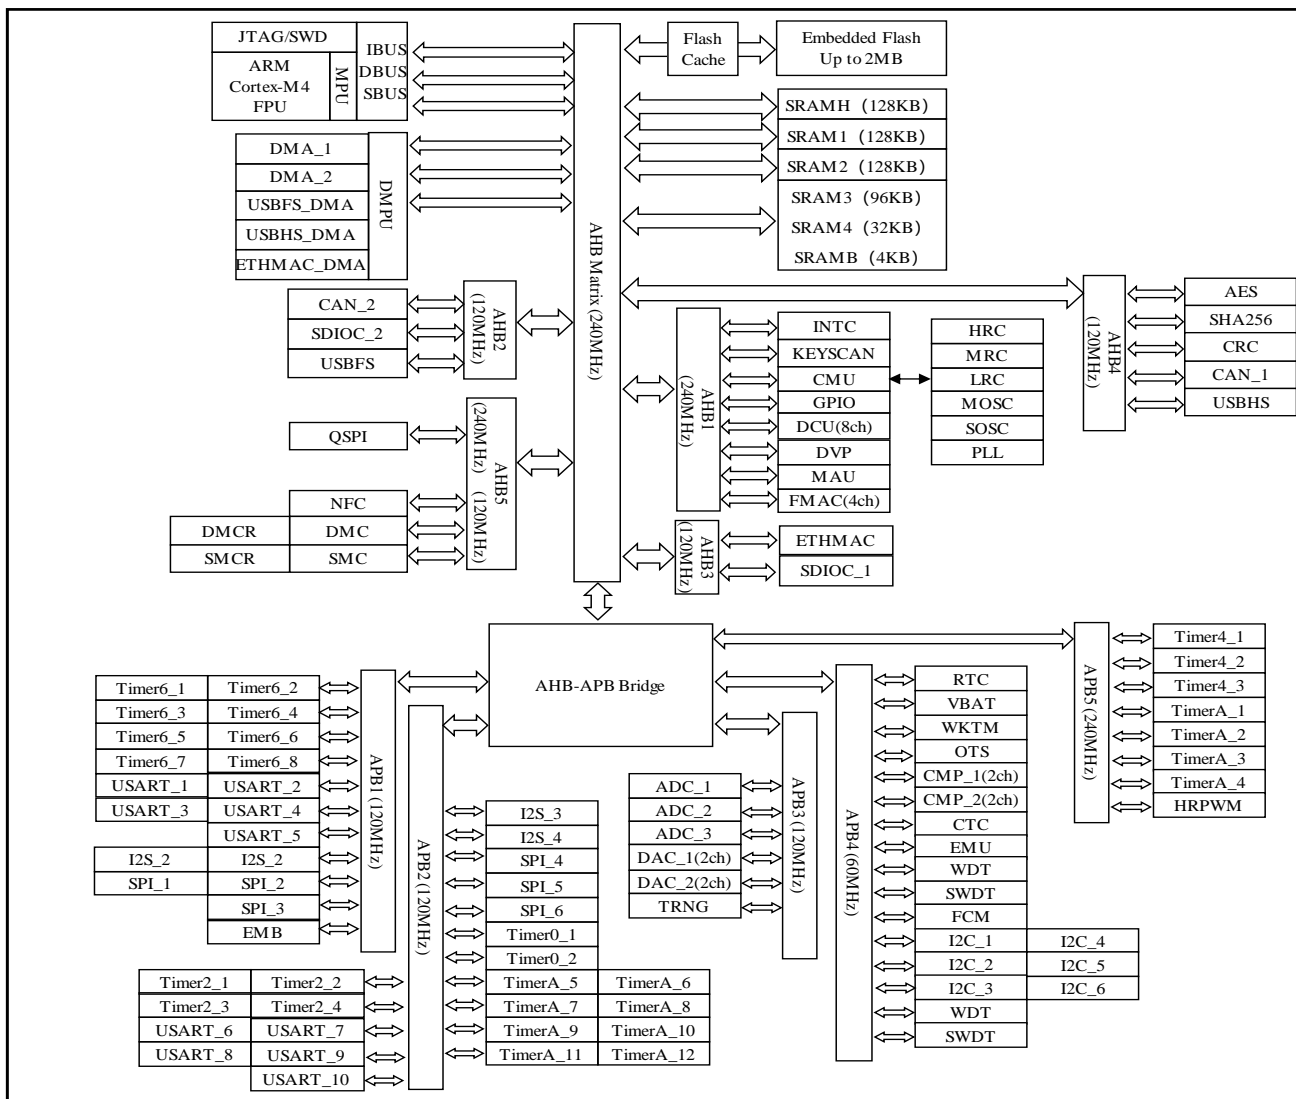 JTAG/SWD
ARM
Cortex-M4
FPU
MPU
IBUS
DBUS
SBUS
DMA_1
DMA_2
USBFS_DMA
USBHS_DMA
ETHMAC_DMA
DMPU
CAN_2
SDIOC_2
USBFS
AHB2
(120MHz)
QSPI
NFC
DMCR
DMC
SMCR
SMC
AHB5
(240MHz)
(120MHz)
AHB Matrix (240MHz)
Flash
Cache
Embedded Flash
Up to 2MB
SRAMH (128KB)
SRAM1 (128KB)
SRAM2 (128KB)
SRAM3 (96KB)
SRAM4 (32KB)
SRAMB (4KB)
AHB1
(240MHz)
INTC
KEYSCAN
CMU
GPIO
DCU(8ch)
DVP
MAU
FMAC(4ch)
HRC
MRC
LRC
MOSC
SOSC
PLL
AHB4
(120MHz)
AES
SHA256
CRC
CAN_1
USBHS
AHB3
(120MHz)
ETHMAC
SDIOC_1
AHB-APB Bridge
Timer6_1
Timer6_2
Timer6_3
Timer6_4
Timer6_5
Timer6_6
Timer6_7
Timer6_8
USART_1
USART_2
USART_3
USART_4
USART_5
I2S_2
I2S_2
SPI_1
SPI_2
SPI_3
EMB
APB1 (120MHz)
Timer2_1
Timer2_2
Timer2_3
Timer2_4
USART_6
USART_7
USART_8
USART_9
USART_10
APB2 (120MHz)
I2S_3
I2S_4
SPI_4
SPI_5
SPI_6
Timer0_1
Timer0_2
TimerA_5
TimerA_6
TimerA_7
TimerA_8
TimerA_9
TimerA_10
TimerA_11
TimerA_12
ADC_1
ADC_2
ADC_3
DAC_1(2ch)
DAC_2(2ch)
TRNG
APB3 (120MHz)
APB4 (60MHz)
RTC
VBAT
WKTM
OTS
CMP_1(2ch)
CMP_2(2ch)
CTC
EMU
WDT
SWDT
FCM
I2C_1
I2C_4
I2C_2
I2C_5
I2C_3
I2C_6
WDT
SWDT
APB5 (240MHz)
Timer4_1
Timer4_2
Timer4_3
TimerA_1
TimerA_2
TimerA_3
TimerA_4
HRPWM